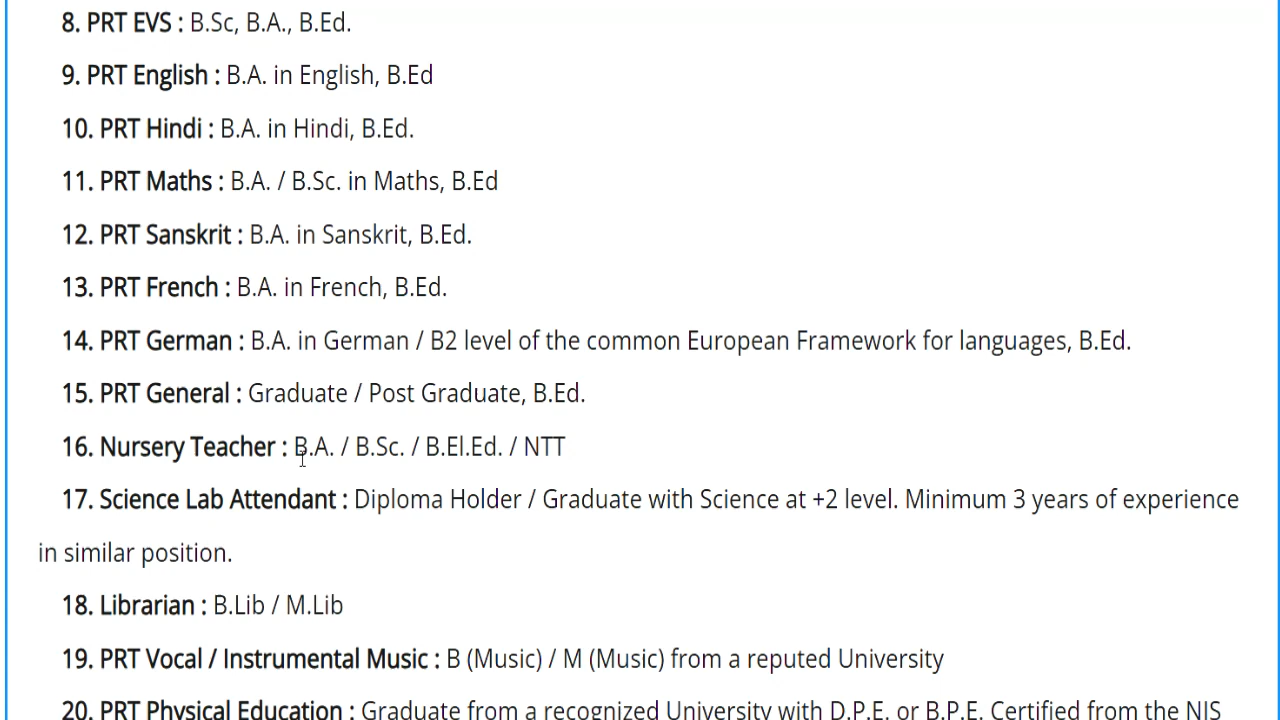 8. PRT EVS : B.Sc, B.A., B.Ed.
9. PRT English : B.A. in English, B.Ed
10. PRT Hindi : B.A. in Hindi, B.Ed.
11. PRT Maths : B.A. / B.Sc. in Maths, B.Ed
12. PRT Sanskrit : B.A. in Sanskrit, B.Ed.
13. PRT French : B.A. in French, B.Ed.
14. PRT German : B.A. in German / B2 level of the common European Framework for languages, B.Ed.
15. PRT General : Graduate / Post Graduate, B.Ed.
16. Nursery Teacher : B.A. / B.Sc. / B.El.Ed. / NTT
17. Science Lab Attendant : Diploma Holder / Graduate with Science at +2 level. Minimum 3 years of experience
in similar position.
18. Librarian : B.Lib / M.Lib
19. PRT Vocal / Instrumental Music : B (Music) / M (Music) from a reputed University
20. PRT Physical Education : Graduate from a recognized University with D.P.E. or B.P.E. Certified from the NIS